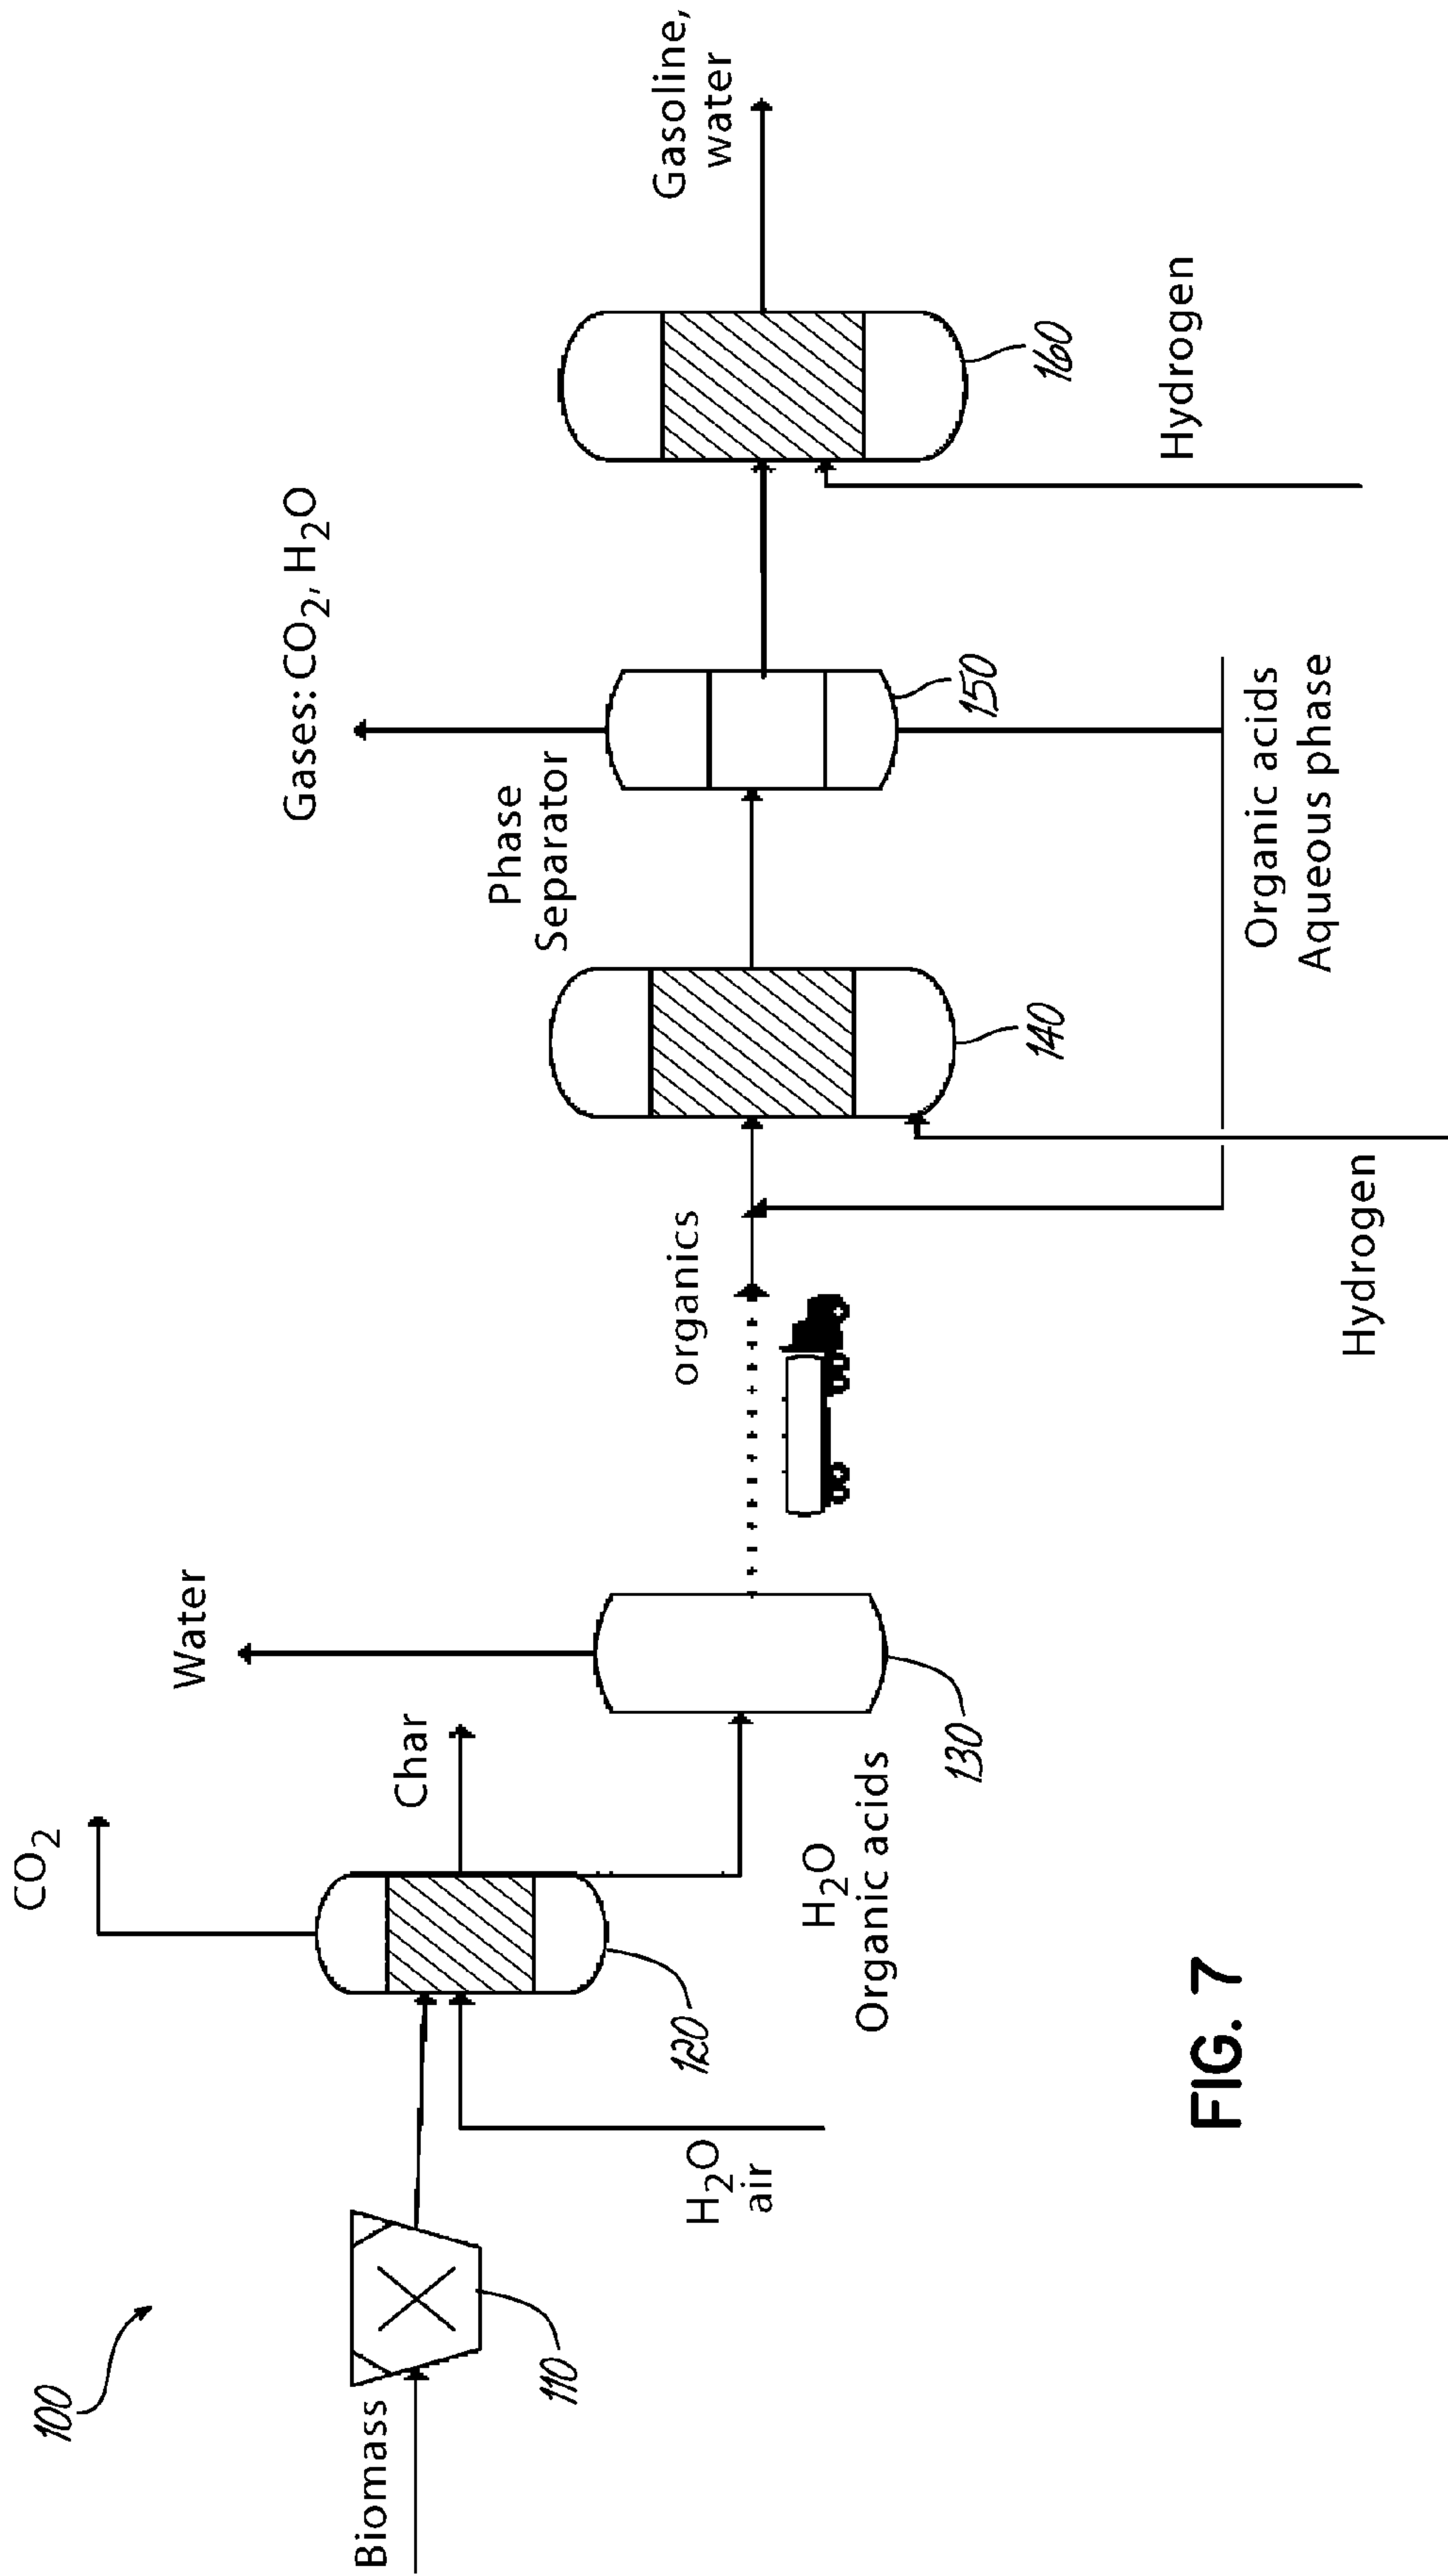 100
Biomass
110
H2O
air
CO2
Char
120
H2O
Organic acids
Water
130
organics
Hydrogen
140
Phase
Separator
Gases: CO2, H2O
150
Organic acids
Aqueous phase
Hydrogen
160
Gasoline,
water
FIG. 7